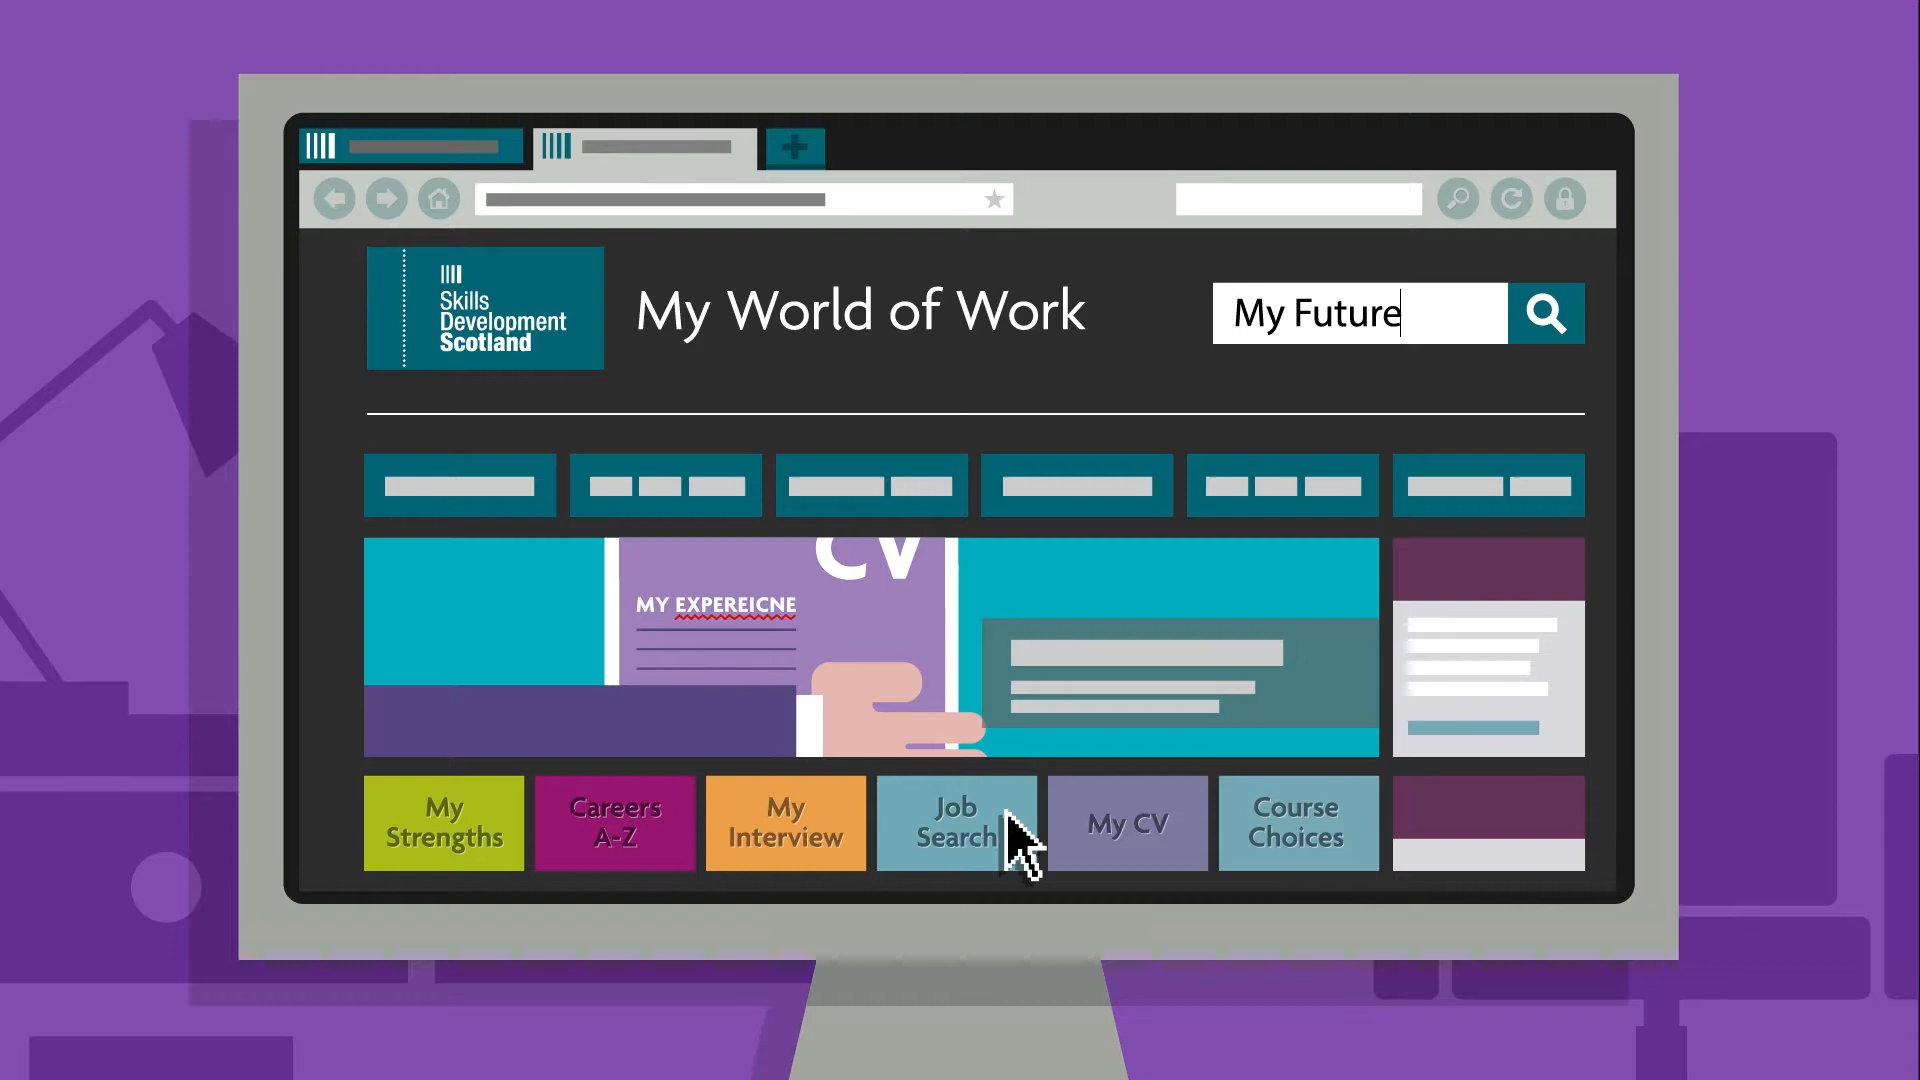 Skills
Development
Scotland
My World of Work
My Future
CV
MY EXPEREICNE
My
Strengths
Careers
A-Z
My
Interview
Job
Search
My CV
Course
Choices